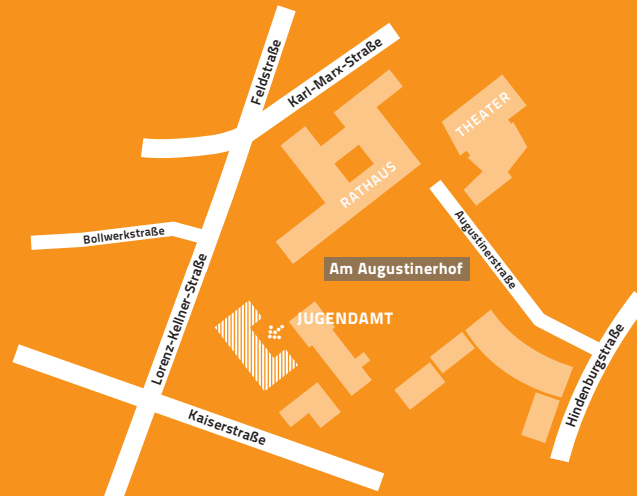 Feldstraße
Karl-Marx-Straße
THEATER
RATHAUS
Bollwerkstraße
Augustinerstraße
Am Augustinerhof
Lorenz-Kellner-Straße
JUGENDAMT
Hindenburgstraße
Kaiserstraße